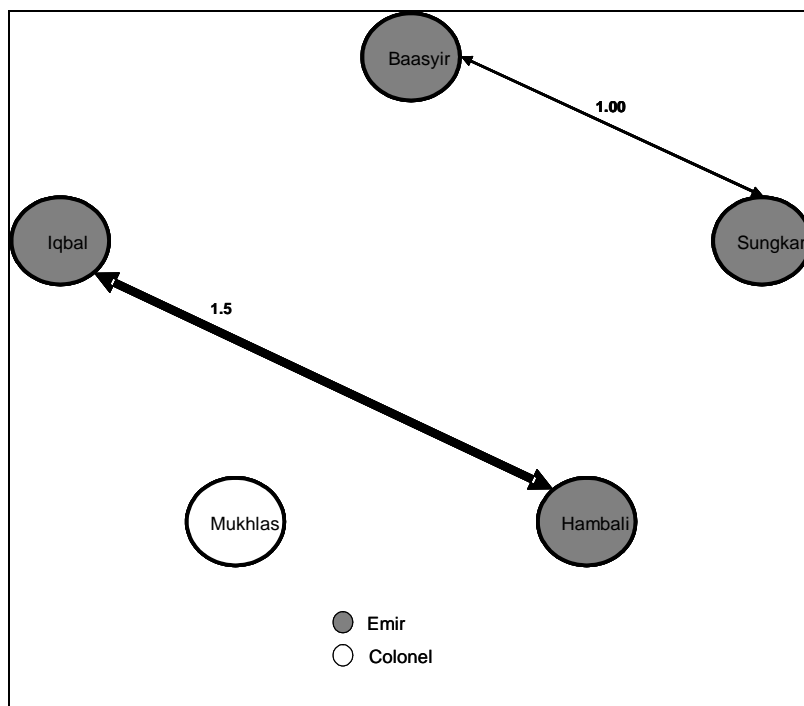 Baasyir
1.00
Iqbal
Sungkar
1.5
Mukhlas
Hambali
Emir
Colonel